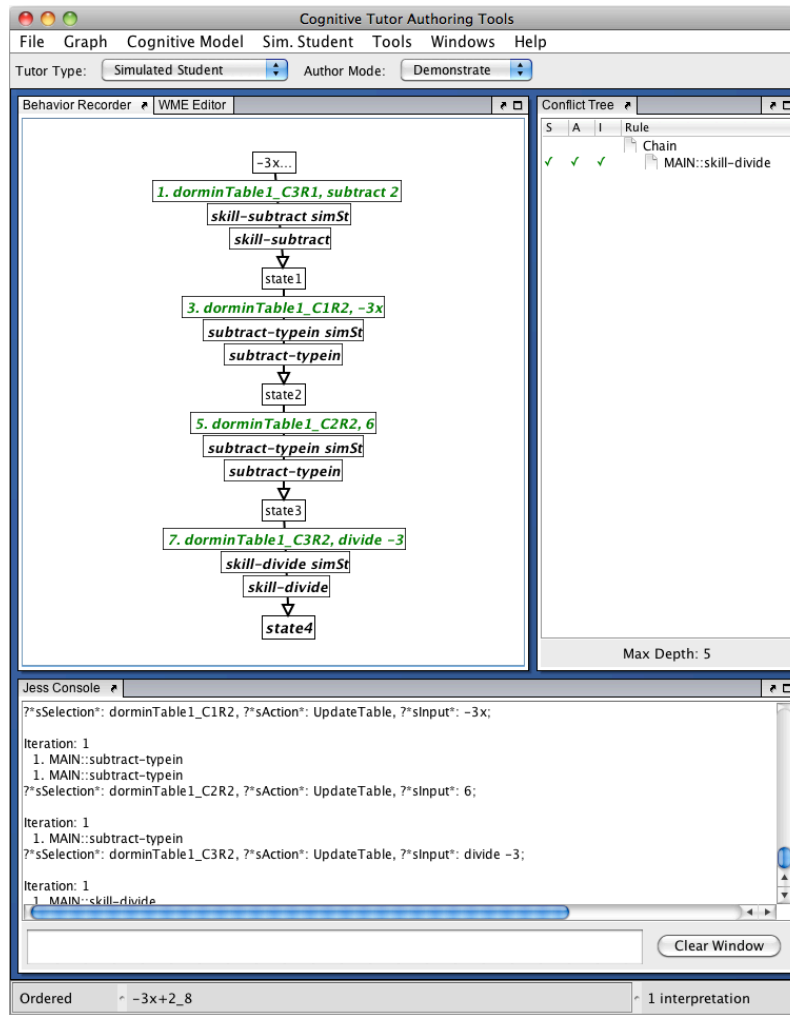 Cognitive Tutor Authoring Tools
File Graph Cognitive Model Sim. Student Tools Windows Help
Tutor Type: Simulated Student Author Mode: Demonstrate
Behavior Recorder WME Editor
-3x...
1. dorminTable1_C3R1, subtract 2
skill-subtract simSt
skill-subtract
state1
3. dorminTable1_C1R2, -3x
subtract-typein simSt
subtract-typein
state2
5. dorminTable1_C2R2, 6
subtract-typein simSt
subtract-typein
state3
7. dorminTable1_C3R2, divide -3
skill-divide simSt
skill-divide
state4
Conflict Tree
S A I Rule
Chain
MAIN::skill-divide
Max Depth: 5
Jess Console
?*sSelection*: dorminTable1_C1R2, ?*sAction*: UpdateTable, ?*sInput*: -3x;
Iteration: 1
1. MAIN::subtract-typein
1. MAIN::subtract-typein
?*sSelection*: dorminTable1_C2R2, ?*sAction*: UpdateTable, ?*sInput*: 6;
Iteration: 1
1. MAIN::subtract-typein
?*sSelection*: dorminTable1_C3R2, ?*sAction*: UpdateTable, ?*sInput*: divide -3;
Iteration: 1
1. MAIN::skill-divide
Clear Window
Ordered -3x+2_8 1 interpretation